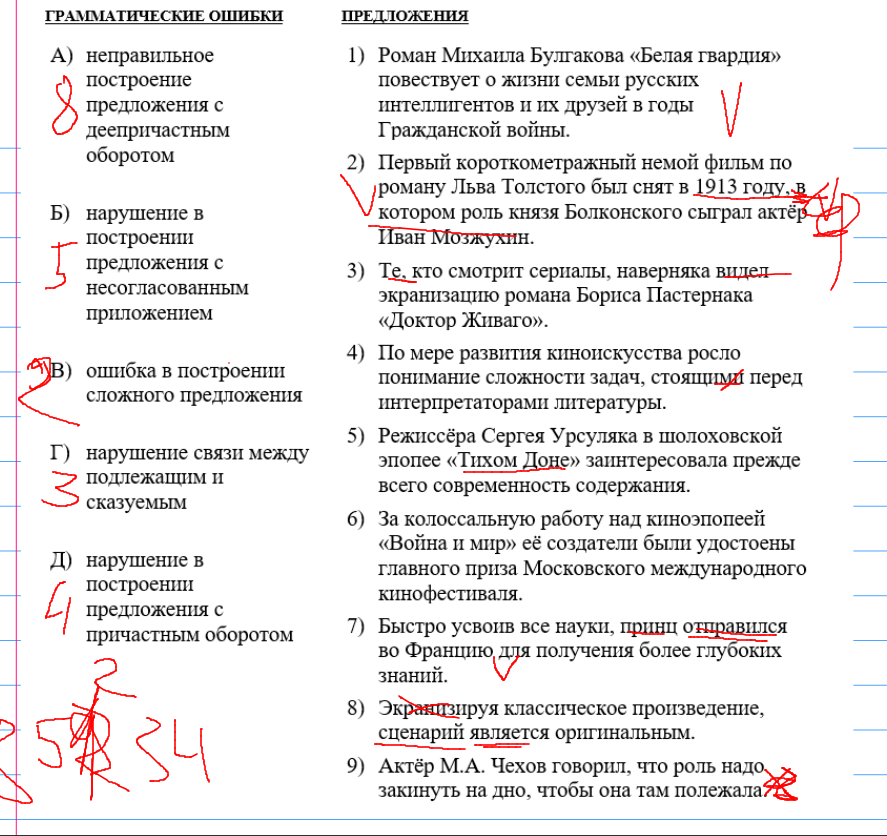 ГРАММАТИЧЕСКИЕ ОШИБКИ
А) неправильное
построение
предложения с
деепричастным
оборотом
8
Б) нарушение в
построении
предложения с
несогласованным
приложением
5
В) ошибка в построении
сложного предложения
2
Г) нарушение связи между
подлежащим и
сказуемым
3
Д) нарушение в
построении
предложения с
причастным оборотом
4
2
8 5 3 4
ПРЕДЛОЖЕНИЯ
1) Роман Михаила Булгакова «Белая гвардия»
повествует о жизни семьи русских
интеллигентов и их друзей в годы
Гражданской войны.
2) Первый короткометражный немой фильм по
роману Льва Толстого был снят в 1913 году, в
котором роль князя Болконского сыграл актёр
Иван Мозжухин.
3) Те, кто смотрит сериалы, наверняка видел
экранизацию романа Бориса Пастернака
«Доктор Живаго».
4) По мере развития киноискусства росло
понимание сложности задач, стоящими перед
интерпретаторами литературы.
5) Режиссёра Сергея Урсуляка в шолоховской
эпопее «Тихом Доне» заинтересовала прежде
всего современность содержания.
6) За колоссальную работу над киноэпопеей
«Война и мир» её создатели были удостоены
главного приза Московского международного
кинофестиваля.
7) Быстро усвоив все науки, принц отправился
во Францию для получения более глубоких
знаний.
8) Экранизируя классическое произведение,
сценарий является оригинальным.
9) Актёр М.А. Чехов говорил, что роль надо
закинуть на дно, чтобы она там полежала.